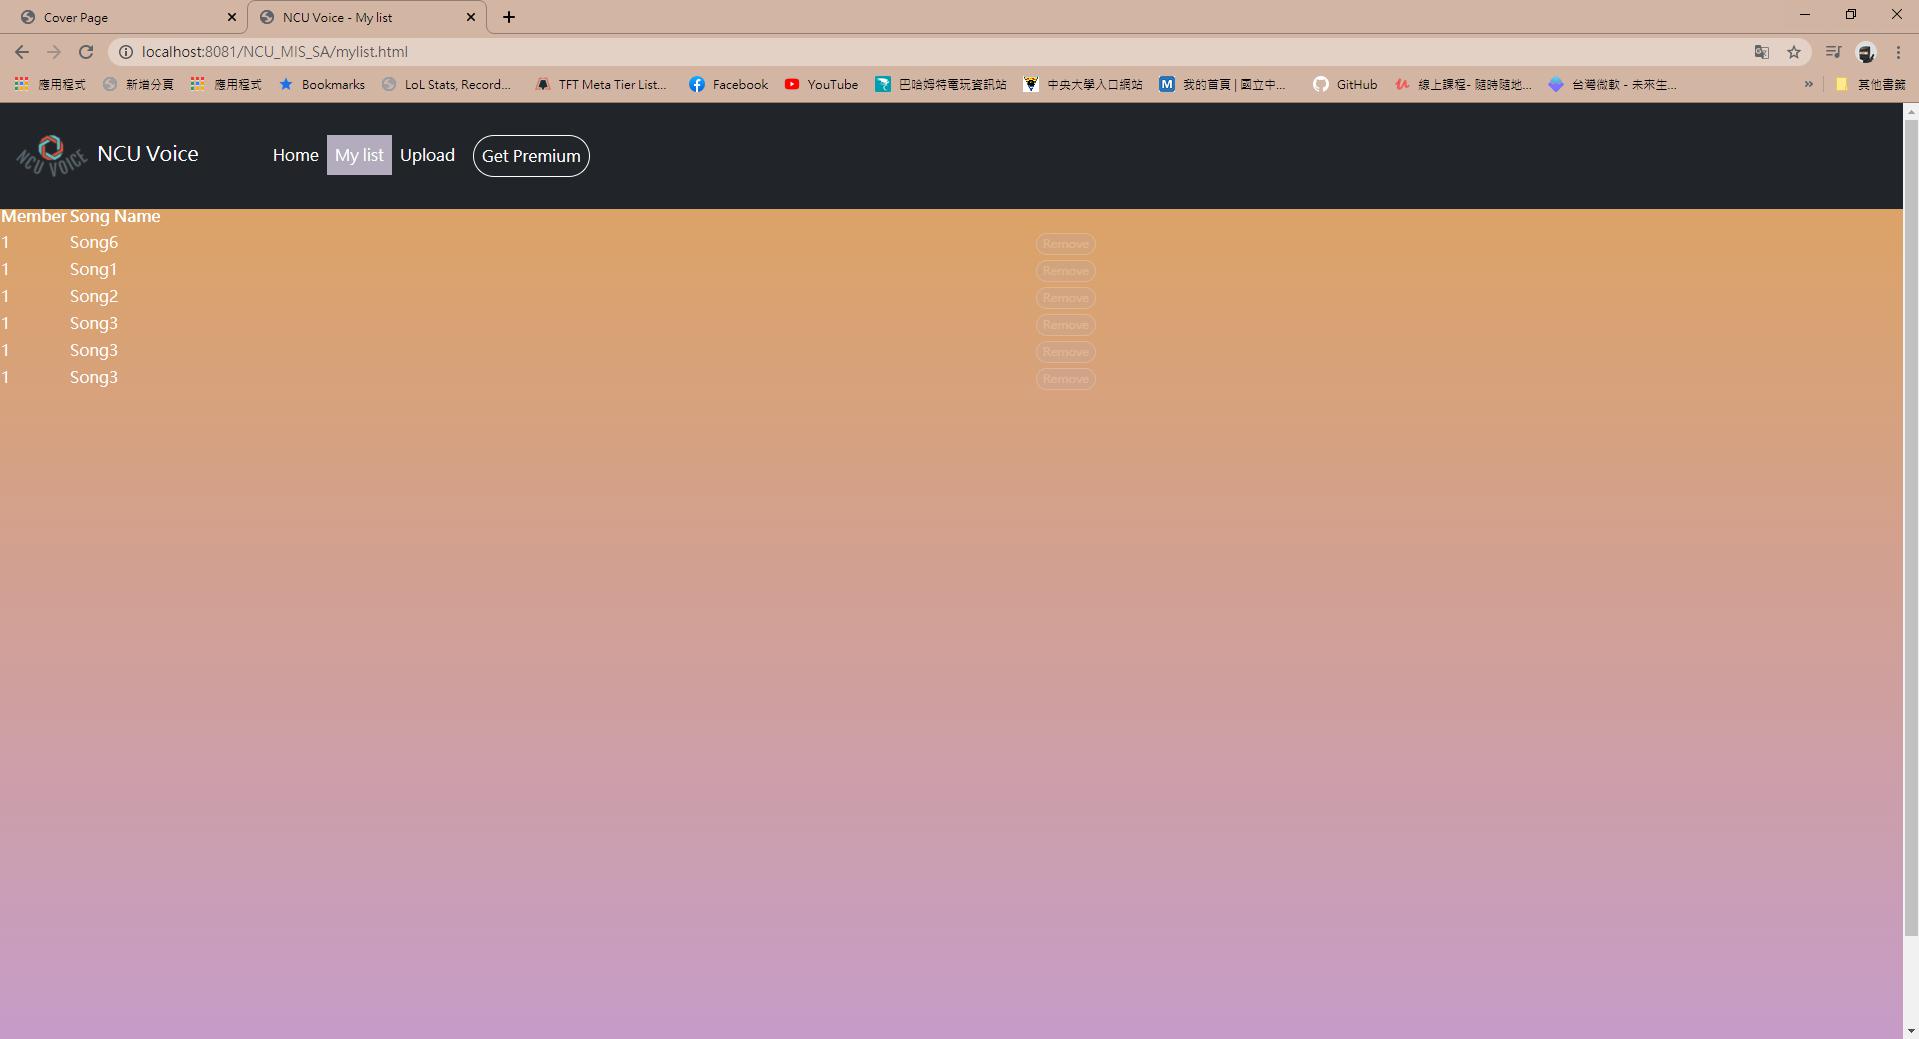 Cover Page
NCU Voice - My list
localhost:8081/NCU_MIS_SA/mylist.html
應用程式 新增分頁 應用程式 Bookmarks LoL Stats, Record... TFT Meta Tier List... Facebook YouTube 巴哈姆特電玩資訊站 中央大學入口網站 我的首頁 | 國立中... GitHub 線上課程- 隨時隨地... 台灣微軟 - 未來生... » 其他書籤
NCU VOICE NCU Voice Home My list Upload Get Premium
Member Song Name
1 Song6 Remove
1 Song1 Remove
1 Song2 Remove
1 Song3 Remove
1 Song3 Remove
1 Song3 Remove